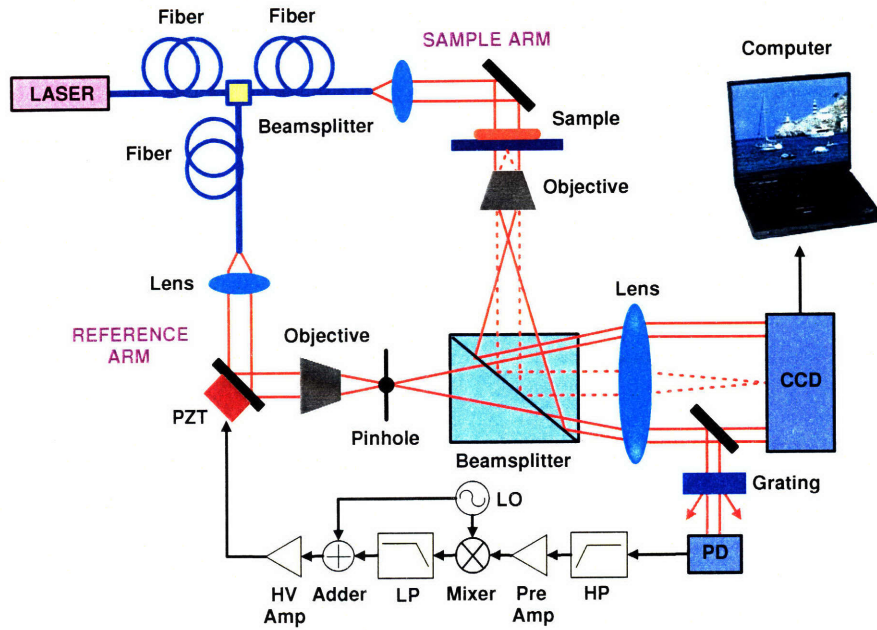 Fiber
Fiber
SAMPLE ARM
Computer
LASER
Beamsplitter
Sample
Fiber
Objective
Lens
Lens
REFERENCE
ARM
Objective
CCD
PZT
Pinhole
Beamsplitter
Grating
LO
PD
HV
Amp
Adder
LP
Mixer
Pre
Amp
HP